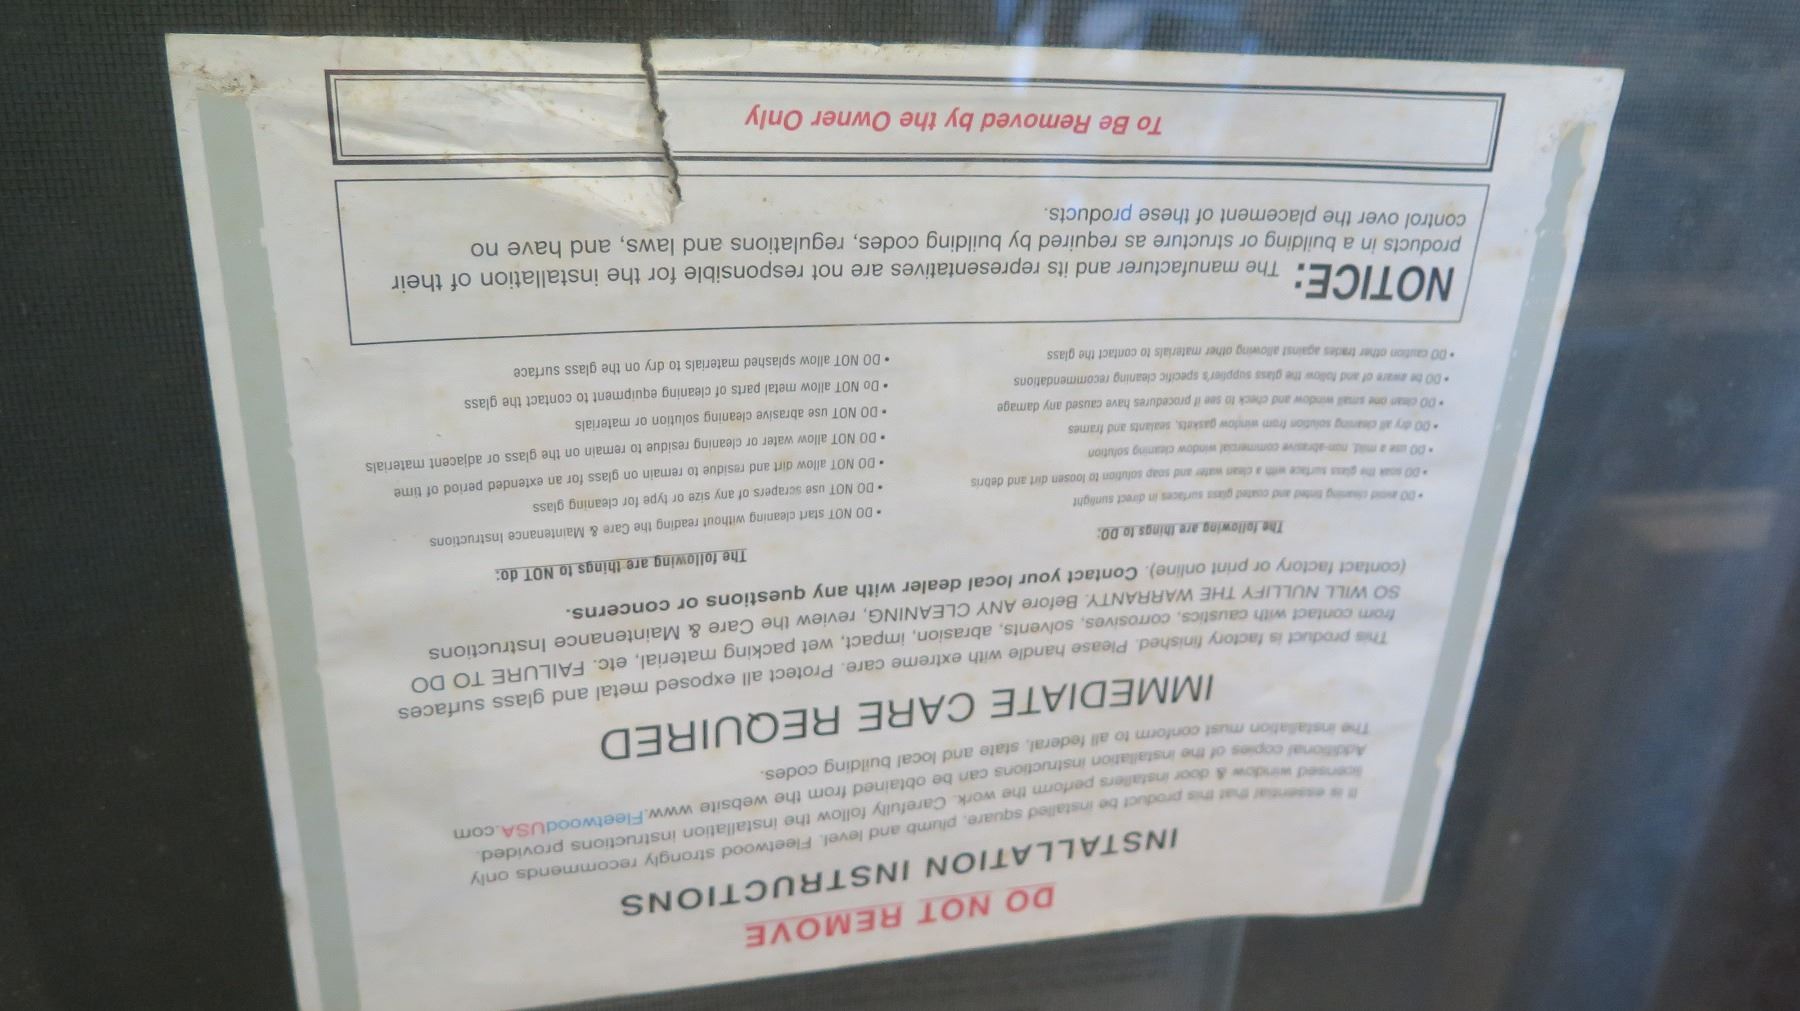 DO NOT REMOVE
INSTALLATION INSTRUCTIONS
It is essential that this product be installed square, plumb and level. Fleetwood strongly recommends only
licensed window & door installers perform the work. Carefully follow the installation instructions provided.
Additional copies of the installation instructions can be obtained from the website www.FleetwoodUSA.com
The installation must conform to all federal, state and local building codes.
IMMEDIATE CARE REQUIRED
This product is factory finished. Please handle with extreme care. Protect all exposed metal and glass surfaces
from contact with caustics, corrosives, solvents, abrasion, impact, wet packing material, etc. FAILURE TO DO
SO WILL NULLIFY THE WARRANTY. Before ANY CLEANING, review the Care & Maintenance Instructions
(contact factory or print online). Contact your local dealer with any questions or concerns.
The following are things to DO:
• DO avoid cleaning tinted and coated glass surfaces in direct sunlight
• DO soak the glass surface with a clean water and soap solution to loosen dirt and debris
• DO use a mild, non-abrasive commercial window cleaning solution
• DO dry all cleaning solution from window gaskets, sealants and frames
• DO clean one small window and check to see if procedures have caused any damage
• DO be aware of and follow the glass supplier's specific cleaning recommendations
• DO caution other trades against allowing other materials to contact the glass
The following are things to NOT do:
• DO NOT start cleaning without reading the Care & Maintenance Instructions
• DO NOT use scrapers of any size or type for cleaning glass
• DO NOT allow dirt and residue to remain on glass for an extended period of time
• DO NOT allow water or cleaning residue to remain on the glass or adjacent materials
• DO NOT use abrasive cleaning solution or materials
• Do NOT allow metal parts of cleaning equipment to contact the glass
• DO NOT allow splashed materials to dry on the glass surface
NOTICE: The manufacturer and its representatives are not responsible for the installation of their
products in a building or structure as required by building codes, regulations and laws, and have no
control over the placement of these products.
To Be Removed by the Owner Only